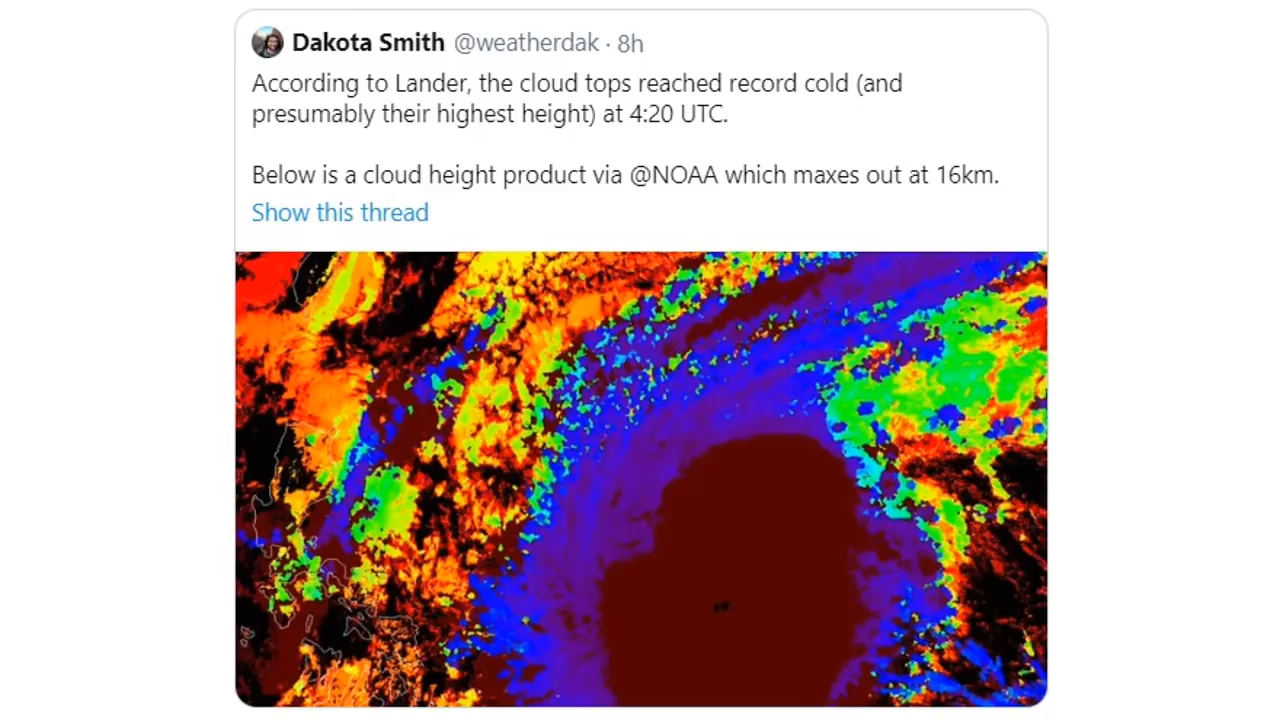 Dakota Smith @weatherdak · 8h
According to Lander, the cloud tops reached record cold (and
presumably their highest height) at 4:20 UTC.
Below is a cloud height product via @NOAA which maxes out at 16km.
Show this thread